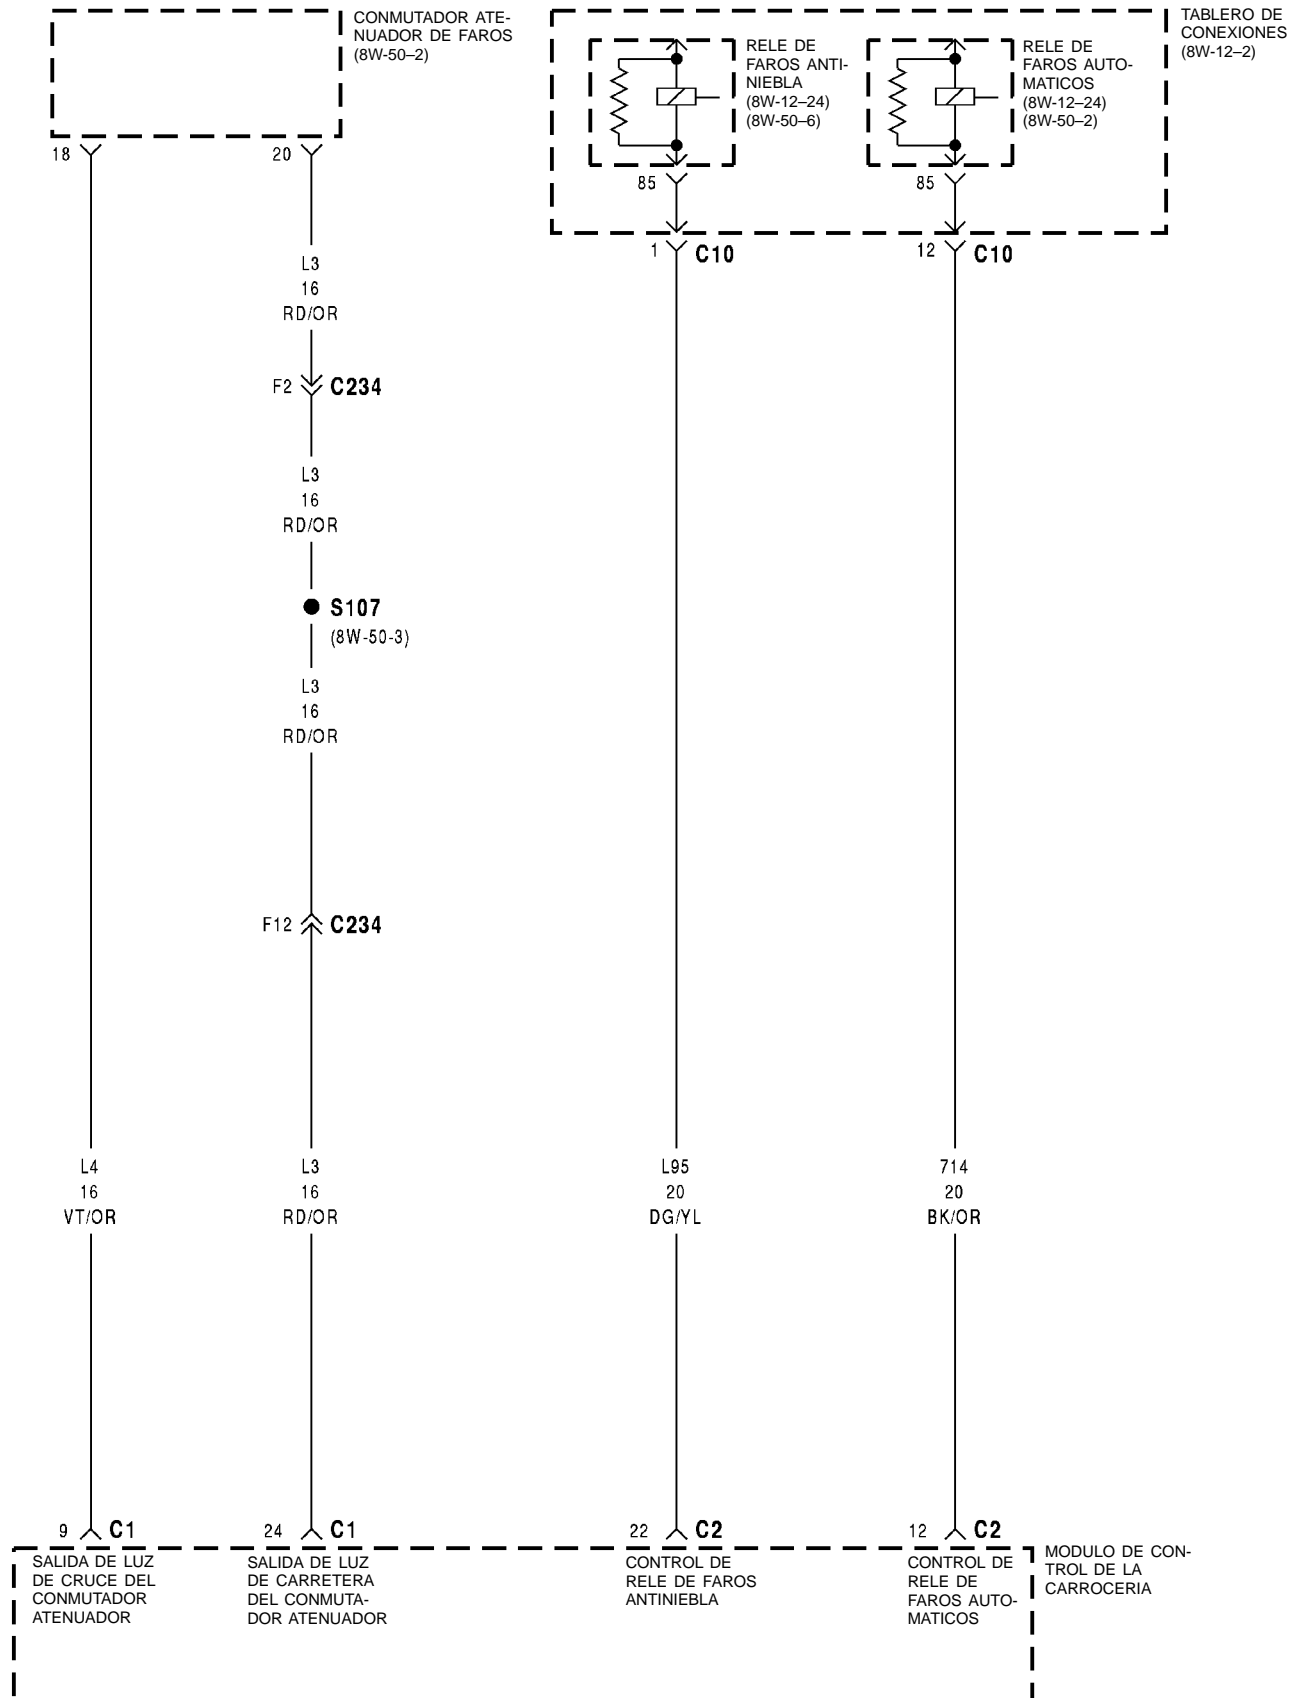 CONMUTADOR ATE-
NUADOR DE FAROS
(8W-50–2)
TABLERO DE
CONEXIONES
(8W-12–2)
RELE DE
FAROS ANTI-
NIEBLA
(8W-12–24)
(8W-50–6)
RELE DE
FAROS AUTO-
MATICOS
(8W-12–24)
(8W-50–2)
18
20
85
85
1 C10
12 C10
L3
16
RD/OR
F2 C234
L3
16
RD/OR
S107
(8W-50-3)
L3
16
RD/OR
F12 C234
L4
16
VT/OR
L3
16
RD/OR
L95
20
DG/YL
714
20
BK/OR
9 C1
24 C1
22 C2
12 C2
SALIDA DE LUZ
DE CRUCE DEL
CONMUTADOR
ATENUADOR
SALIDA DE LUZ
DE CARRETERA
DEL CONMUTA-
DOR ATENUADOR
CONTROL DE
RELE DE FAROS
ANTINIEBLA
CONTROL DE
RELE DE
FAROS AUTO-
MATICOS
MODULO DE CON-
TROL DE LA
CARROCERIA